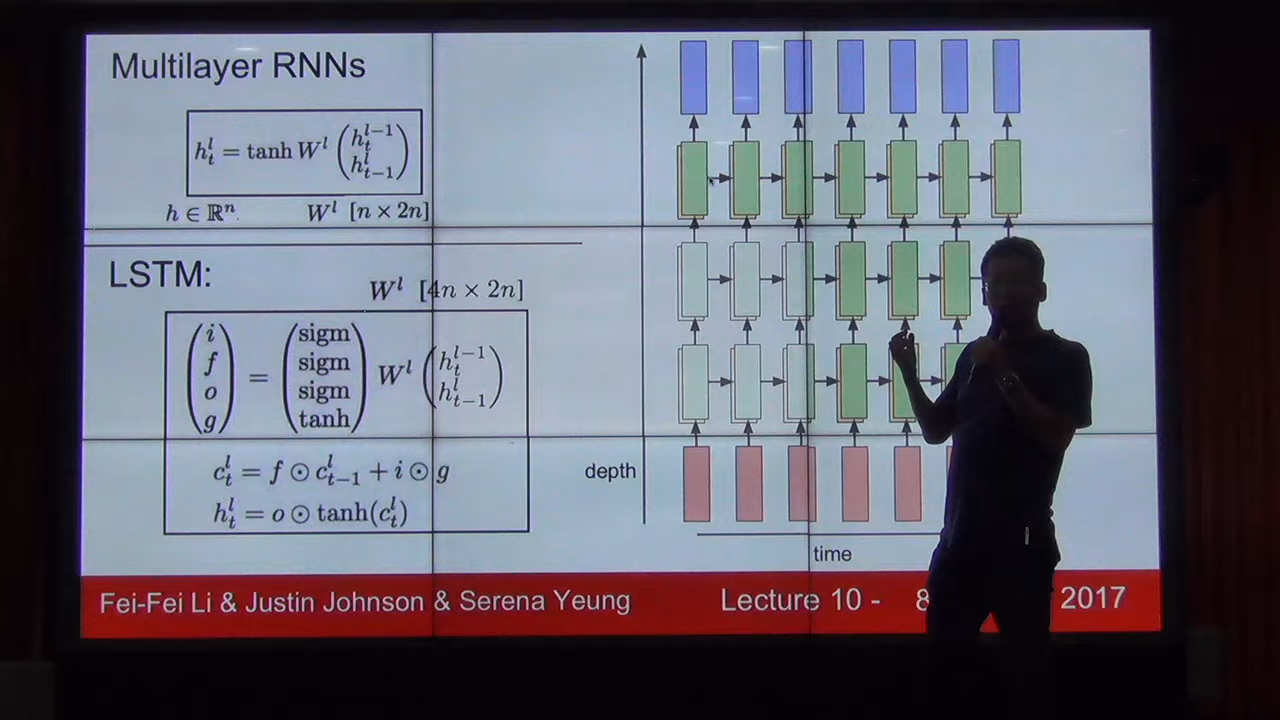 Multilayer RNNs
h_t^l = tanh W^l (h_t^{l-1}
h_{t-1}^l)
h ∈ ℝ^n. W^l [n × 2n]
LSTM:
W^l [4n × 2n]
(i f o g) = (sigm sigm sigm tanh) W^l (h_t^{l-1} h_{t-1}^l)
c_t^l = f ⊙ c_{t-1}^l + i ⊙ g
h_t^l = o ⊙ tanh(c_t^l)
depth
time
Fei-Fei Li & Justin Johnson & Serena Yeung
Lecture 10 - 8 2017